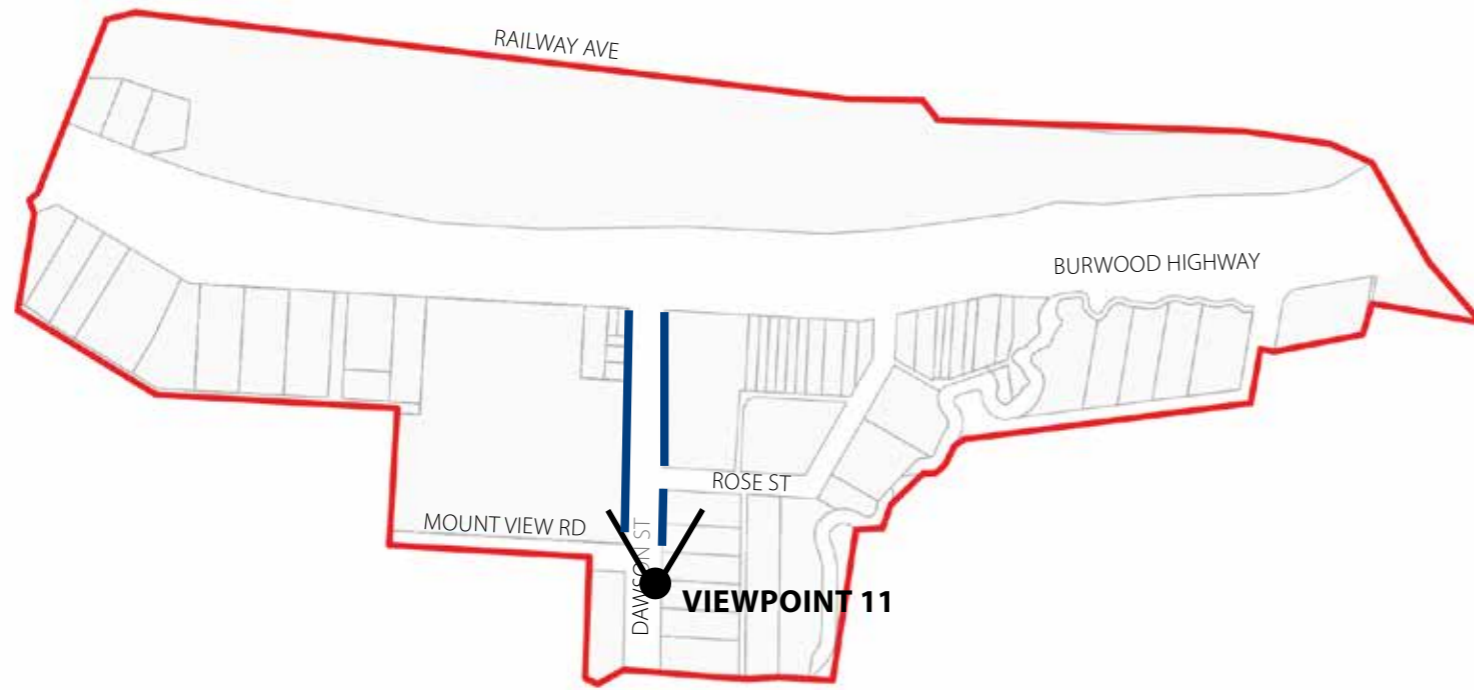 RAILWAY AVE
BURWOOD HIGHWAY
ROSE ST
MOUNT VIEW RD
DAWSON ST
VIEWPOINT 11